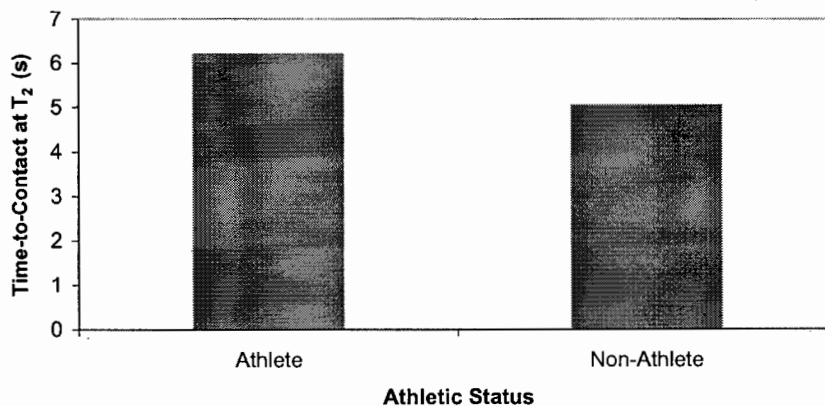 Time-to-Contact at T₂ (s)
7
6
5
4
3
2
1
0
Athlete
Non-Athlete
Athletic Status